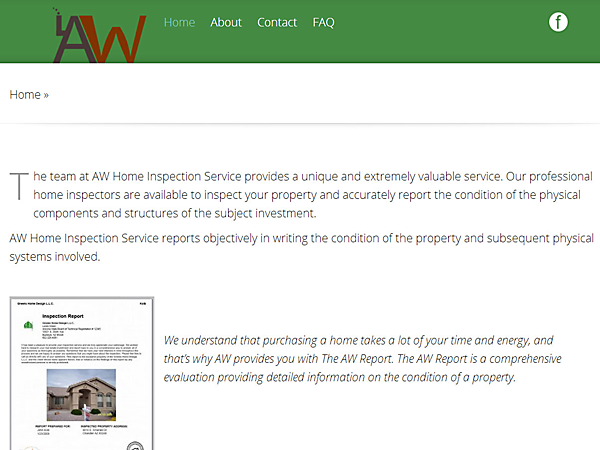 AW
Home About Contact FAQ
f
Home »
The team at AW Home Inspection Service provides a unique and extremely valuable service. Our professional
home inspectors are available to inspect your property and accurately report the condition of the physical
components and structures of the subject investment.
AW Home Inspection Service reports objectively in writing the condition of the property and subsequent physical
systems involved.
Inspection Report
We understand that purchasing a home takes a lot of your time and energy, and
that's why AW provides you with The AW Report. The AW Report is a comprehensive
evaluation providing detailed information on the condition of a property.
REPORT PREPARED FOR: INSPECTED PROPERTY ADDRESS: